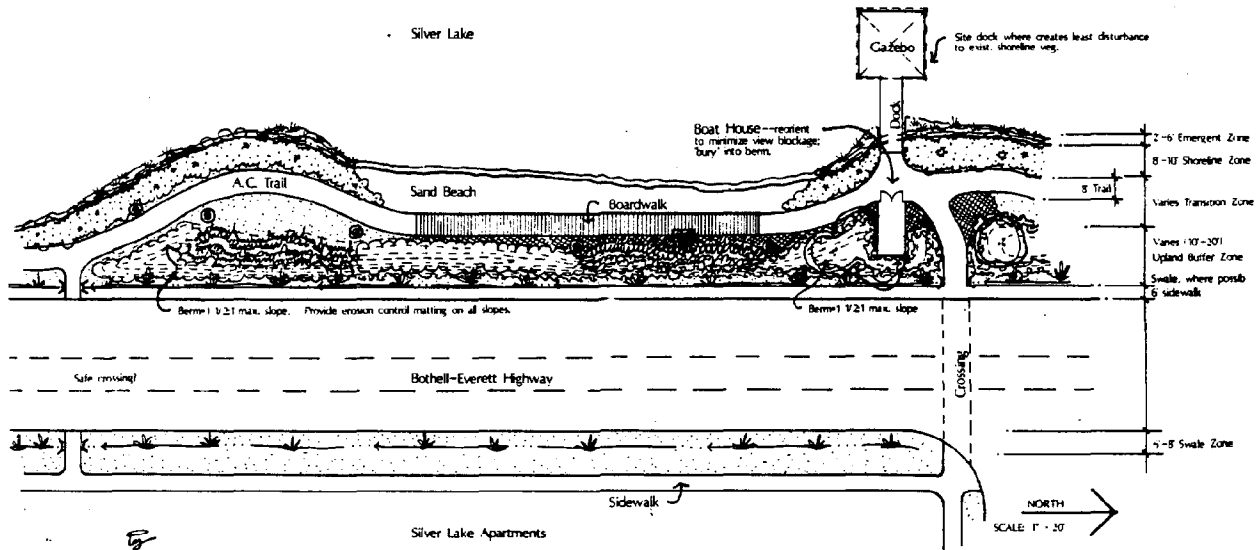 Silver Lake
Gazebo
Site dock where creates least disturbance
to exist. shoreline veg.
Dock
Boat House--reorient
to minimize view blockage;
'bury' into berm.
2'-6' Emergent Zone
8'-10' Shoreline Zone
8' Trail
Varies Transition Zone
Varies (10'-20')
Upland Buffer Zone
Swale, where possib
6' sidewalk
A.C. Trail
Sand Beach
Boardwalk
Berm=1 1/2:1 max. slope. Provide erosion control matting on all slopes.
Berm=1 1/2:1 max. slope
Safe crossing?
Bothell-Everett Highway
Crossing
Swale Zone
Sidewalk
Silver Lake Apartments
NORTH
SCALE: 1" - 20'